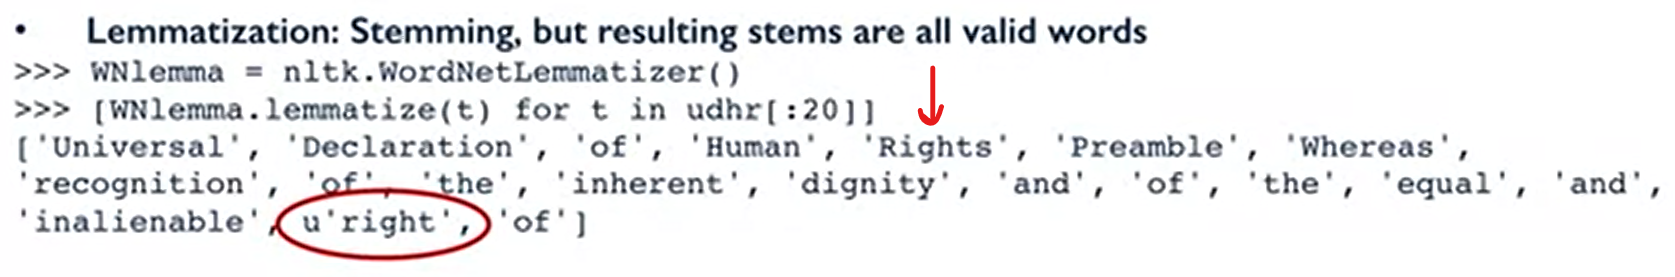 • Lemmatization: Stemming, but resulting stems are all valid words
>>> WNlemma = nltk.WordNetLemmatizer()
>>> [WNlemma.lemmatize(t) for t in udhr[:20]]
['Universal', 'Declaration', 'of', 'Human', 'Rights', 'Preamble', 'Whereas',
'recognition', 'of', 'the', 'inherent', 'dignity', 'and', 'of', 'the', 'equal', 'and',
'inalienable', u'right', 'of']